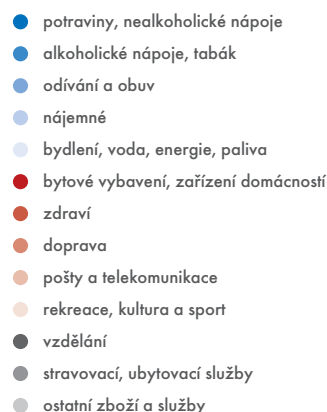 potraviny, nealkoholické nápoje
alkoholické nápoje, tabák
odívání a obuv
nájemné
bydlení, voda, energie, paliva
bytové vybavení, zařízení domácností
zdraví
doprava
pošty a telekomunikace
rekreace, kultura a sport
vzdělání
stravovací, ubytovací služby
ostatní zboží a služby